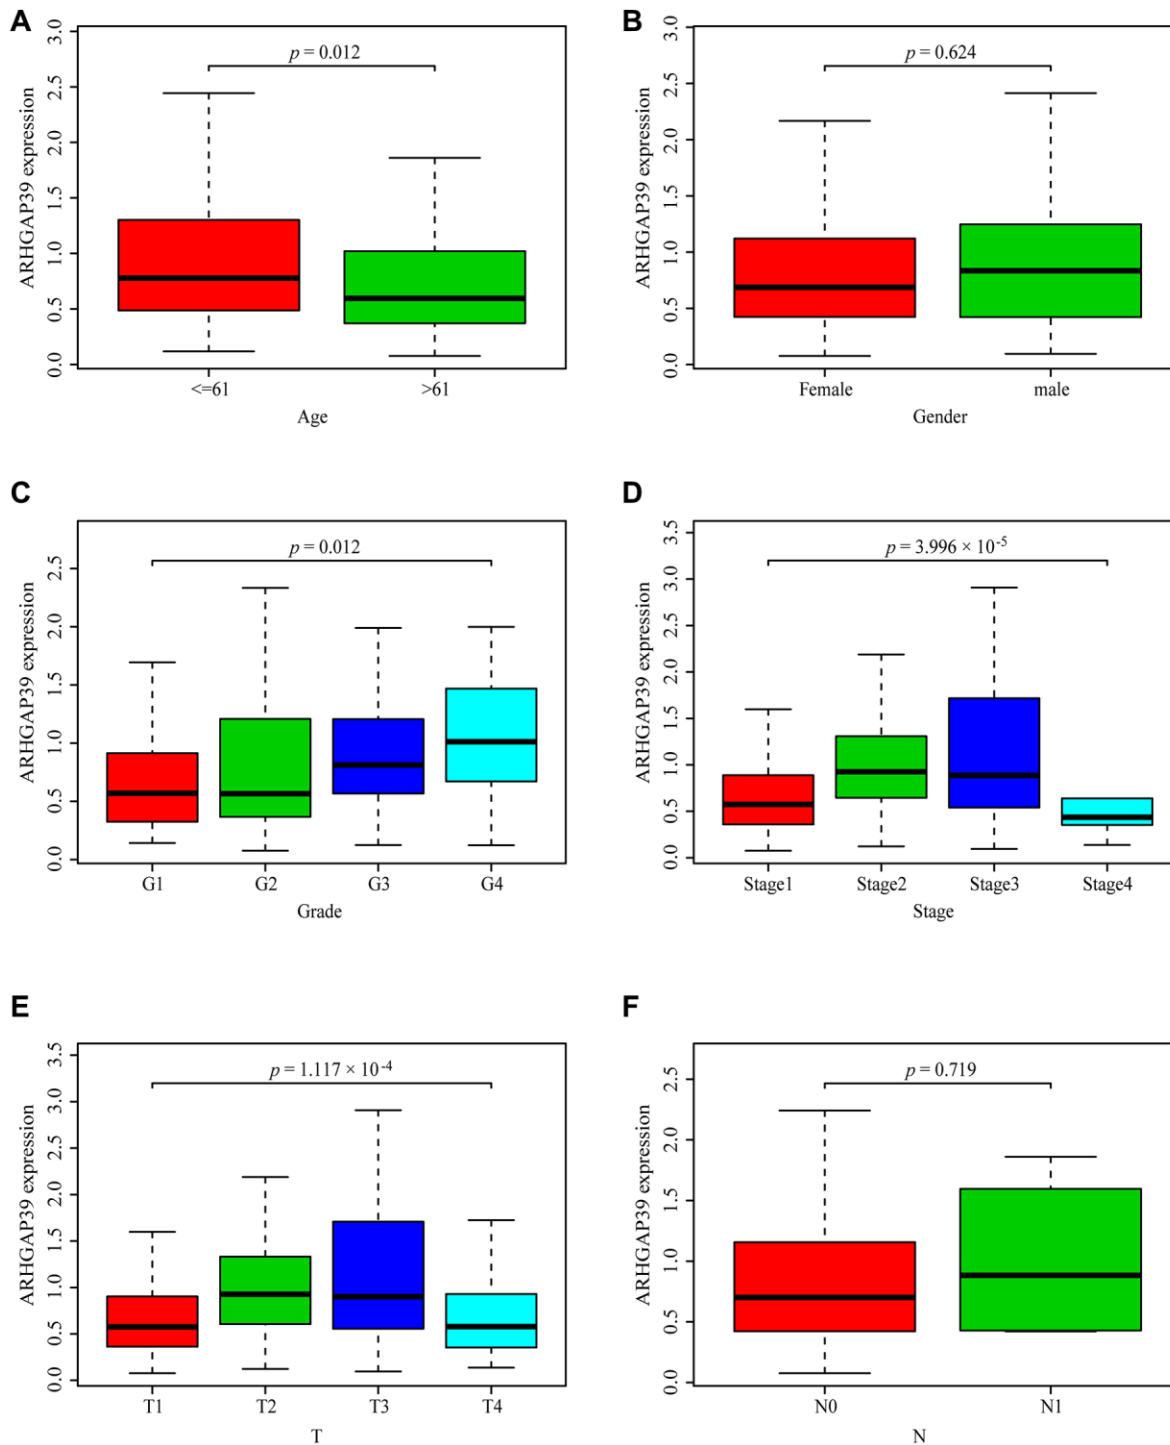 A
p = 0.012
ARHGAP39 expression
3.0
2.5
2.0
1.5
1.0
0.5
0.0
<=61
>61
Age
B
p = 0.624
ARHGAP39 expression
3.0
2.5
2.0
1.5
1.0
0.5
0.0
Female
male
Gender
C
p = 0.012
ARHGAP39 expression
2.5
2.0
1.5
1.0
0.5
0.0
G1
G2
G3
G4
Grade
D
p = 3.996 × 10-5
ARHGAP39 expression
3.5
3.0
2.5
2.0
1.5
1.0
0.5
0.0
Stage1
Stage2
Stage3
Stage4
Stage
E
p = 1.117 × 10-4
ARHGAP39 expression
3.5
3.0
2.5
2.0
1.5
1.0
0.5
0.0
T1
T2
T3
T4
T
F
p = 0.719
ARHGAP39 expression
2.5
2.0
1.5
1.0
0.5
0.0
N0
N1
N